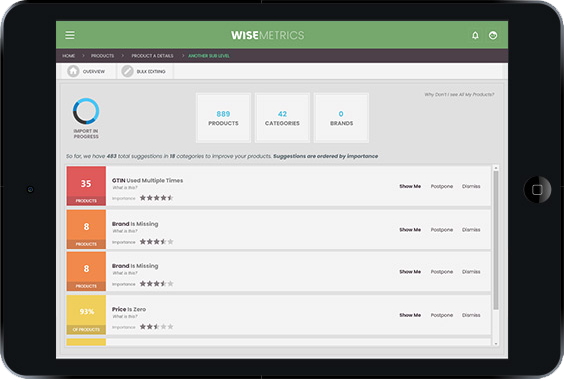 WISEMETRICS
HOME > PRODUCTS > PRODUCT A DETAILS > ANOTHER SUB LEVEL
OVERVIEW BULK EDITING
Why Don't I see All My Products?
IMPORT IN
PROGRESS
889
PRODUCTS
42
CATEGORIES
0
BRANDS
So far, we have 483 total suggestions in 18 categories to improve your products. Suggestions are ordered by importance
35
PRODUCTS
GTIN Used Multiple Times
What is this?
Importance
Show Me Postpone Dismiss
8
PRODUCTS
Brand Is Missing
What is this?
Importance
Show Me Postpone Dismiss
8
PRODUCTS
Brand Is Missing
What is this?
Importance
Show Me Postpone Dismiss
93%
OF PRODUCTS
Price Is Zero
What is this?
Importance
Show Me Postpone Dismiss